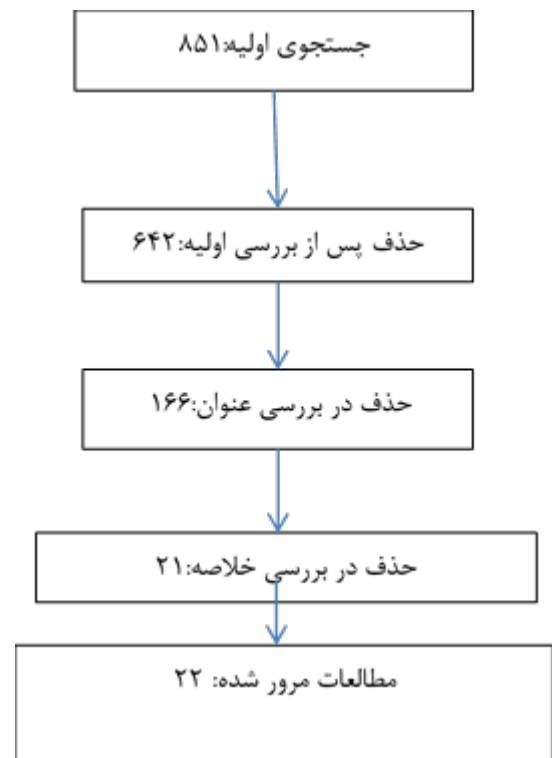 جستجوی اولیه:۸۵۱
حذف پس از بررسی اولیه:۶۴۲
حذف در بررسی عنوان:۱۶۶
حذف در بررسی خلاصه:۲۱
مطالعات مرور شده: ۲۲